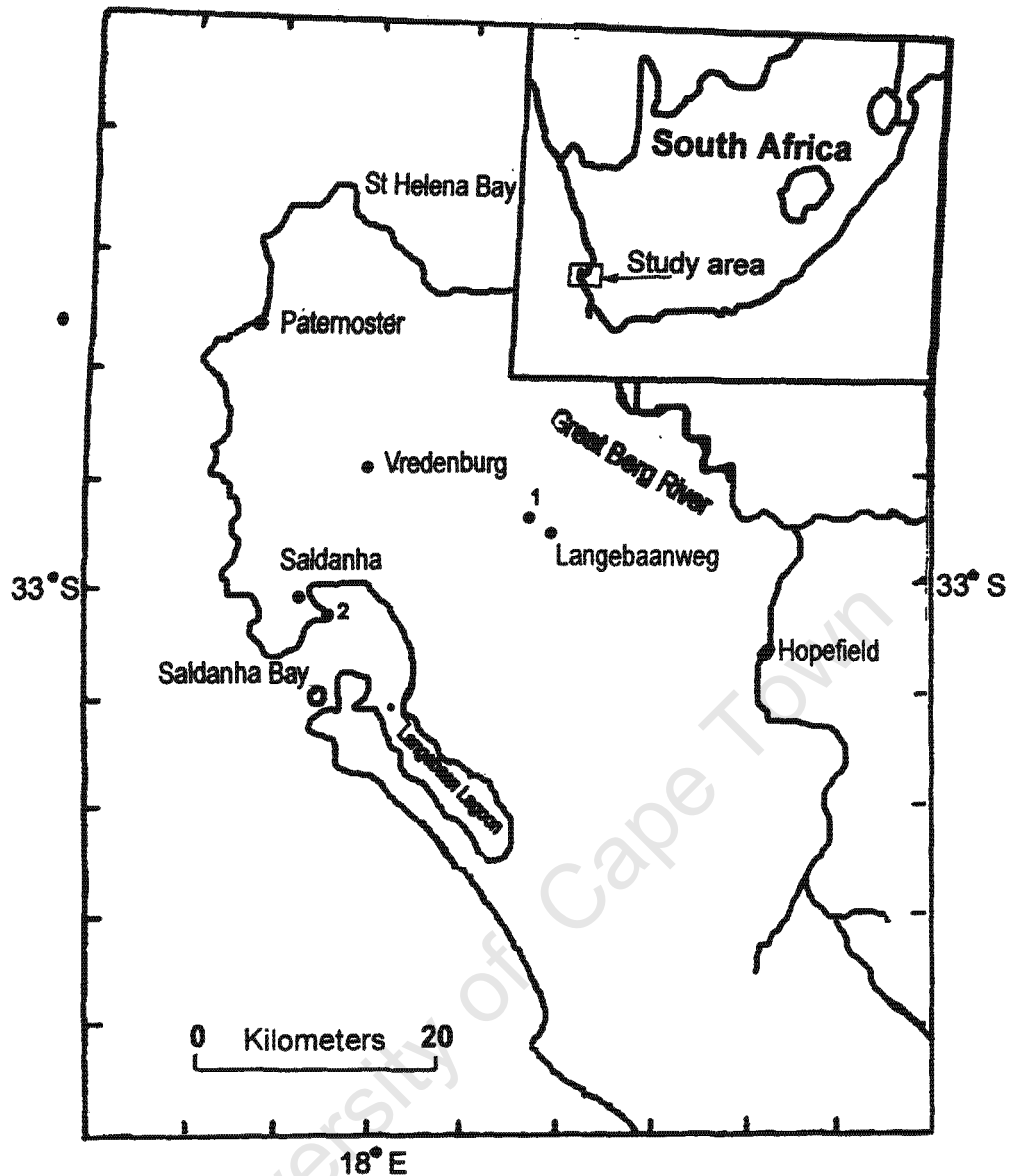 St Helena Bay
South Africa
Study area
Paternoster
Great Berg River
Vredenburg
1
Langebaanweg
Saldanha
33° S
33° S
2
Hopefield
Saldanha Bay
Langebaan Lagoon
0 Kilometers 20
18° E
University of Cape Town